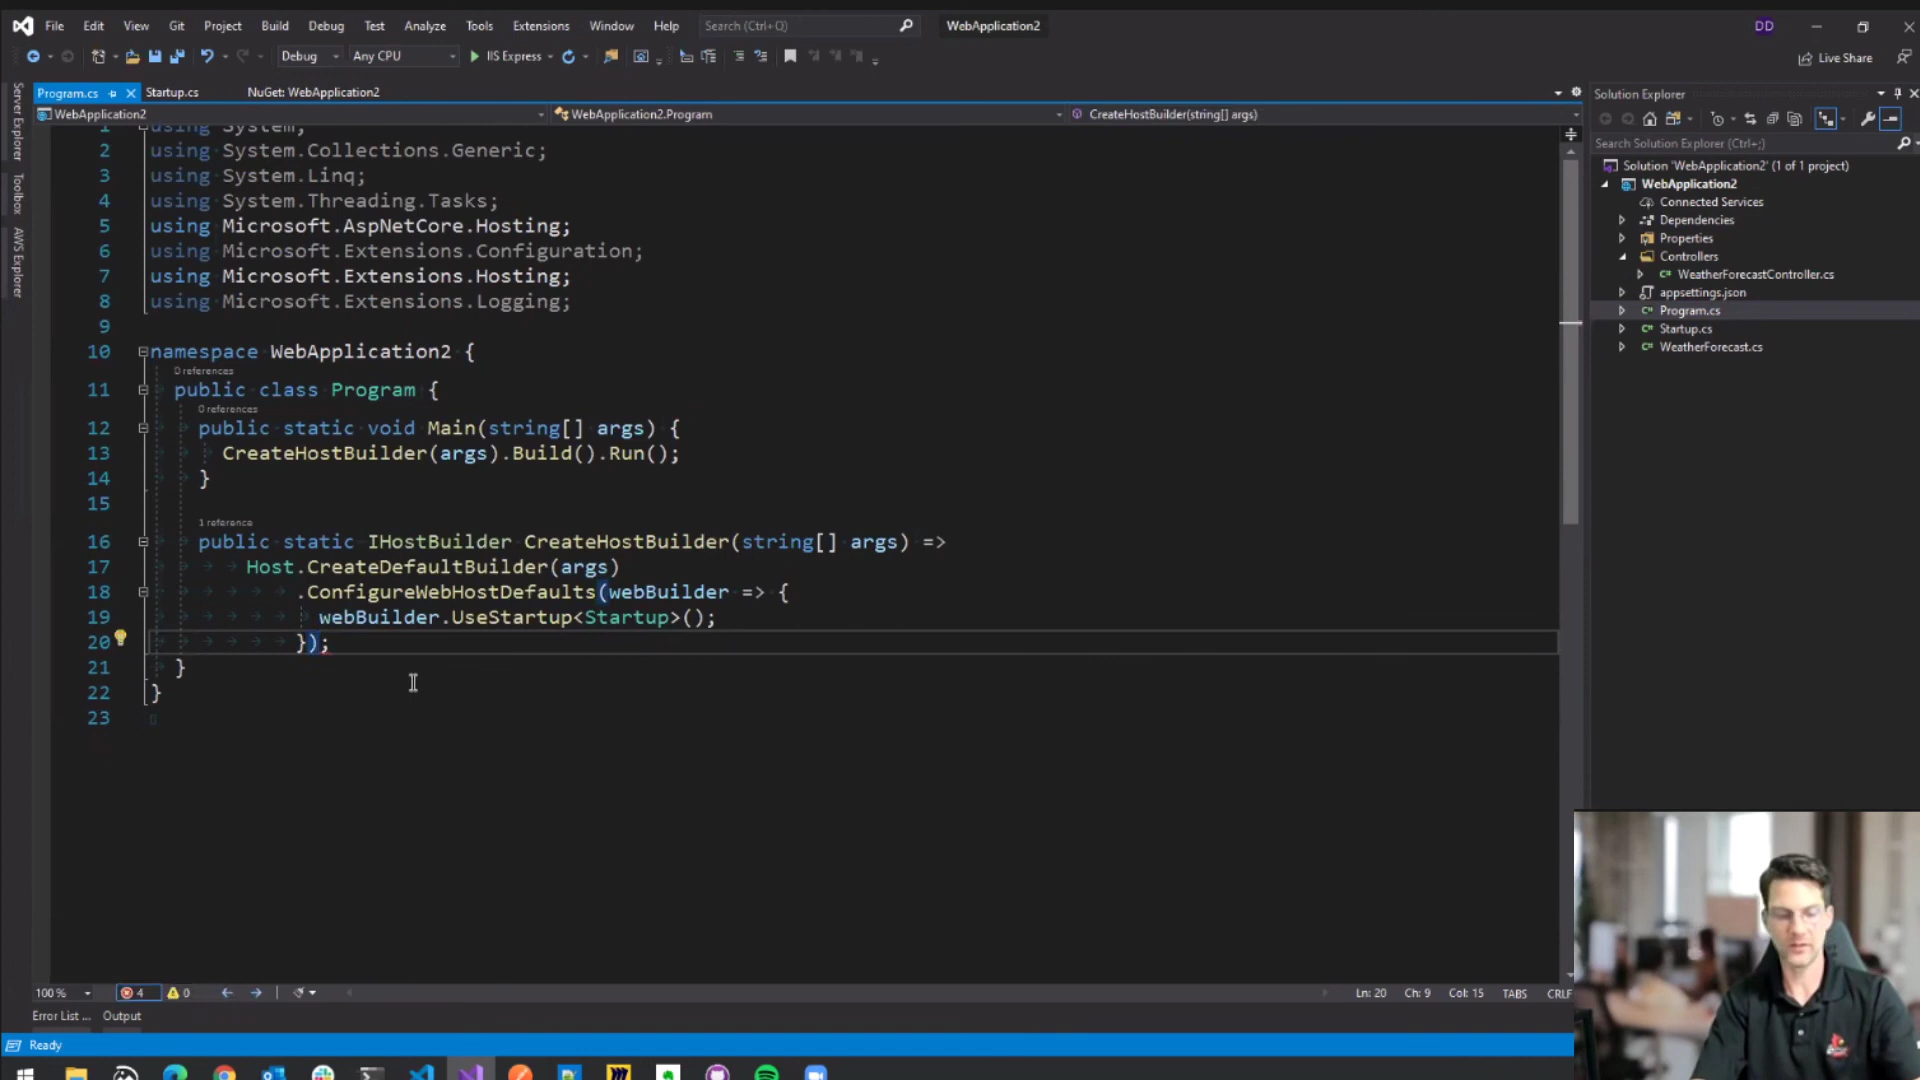 File Edit View Git Project Build Debug Test Analyze Tools Extensions Window Help Search (Ctrl+Q) WebApplication2 DD
Debug Any CPU IIS Express Live Share
Program.cs Startup.cs NuGet: WebApplication2
WebApplication2 WebApplication2.Program CreateHostBuilder(string[] args)
Server Explorer
Toolbox
AWS Explorer
1 using System;
2 using System.Collections.Generic;
3 using System.Linq;
4 using System.Threading.Tasks;
5 using Microsoft.AspNetCore.Hosting;
6 using Microsoft.Extensions.Configuration;
7 using Microsoft.Extensions.Hosting;
8 using Microsoft.Extensions.Logging;
9
10 namespace WebApplication2 {
0 references
11 public class Program {
0 references
12 public static void Main(string[] args) {
13 CreateHostBuilder(args).Build().Run();
14 }
15
1 reference
16 public static IHostBuilder CreateHostBuilder(string[] args) =>
17 Host.CreateDefaultBuilder(args)
18 .ConfigureWebHostDefaults(webBuilder => {
19 webBuilder.UseStartup<Startup>();
20 });
21 }
22 }
23
Solution Explorer
Search Solution Explorer (Ctrl+;)
Solution 'WebApplication2' (1 of 1 project)
WebApplication2
Connected Services
Dependencies
Properties
Controllers
WeatherForecastController.cs
appsettings.json
Program.cs
Startup.cs
WeatherForecast.cs
100 % 4 0 Ln: 20 Ch: 9 Col: 15 TABS CRLF
Error List ... Output
Ready